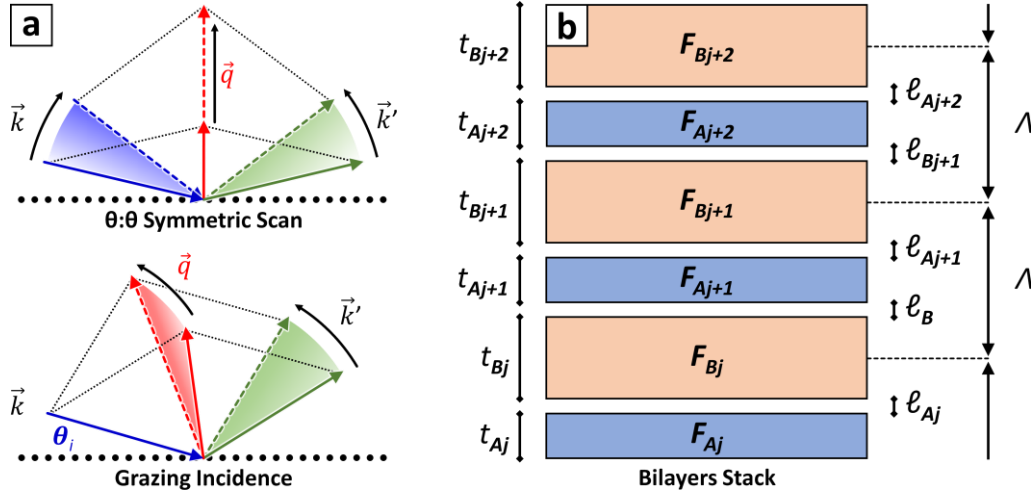 a
k⃗
q⃗
k⃗’
θ:θ Symmetric Scan
q⃗
k⃗’
k⃗
θi
Grazing Incidence
b
tBj+2
FBj+2
ℓAj+2
Λ
tAj+2
FAj+2
ℓBj+1
tBj+1
FBj+1
ℓAj+1
tAj+1
FAj+1
Λ
ℓB
tBj
FBj
ℓAj
tAj
FAj
Bilayers Stack